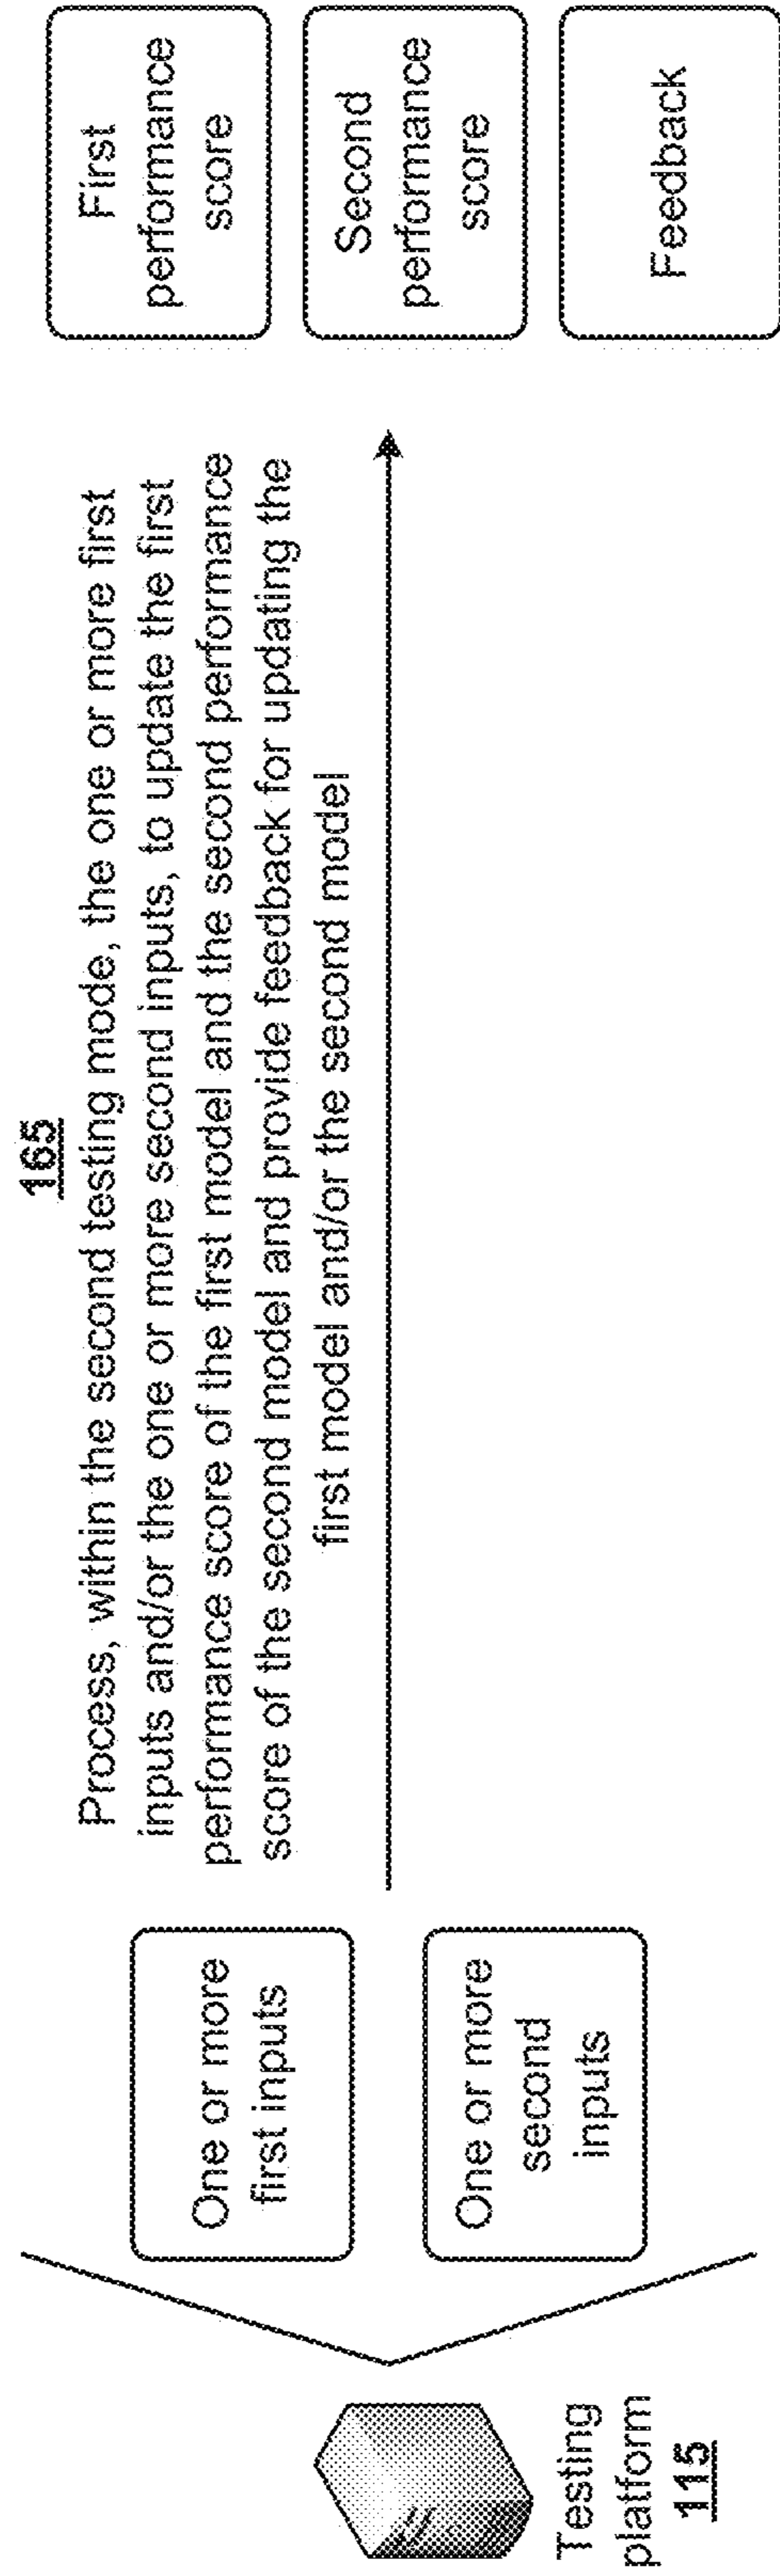 165
Process, within the second testing mode, the one or more first
inputs and/or the one or more second inputs, to update the first
performance score of the first model and the second performance
score of the second model and provide feedback for updating the
first model and/or the second model
Testing
platform
115
One or more
first inputs
One or more
second
inputs
First
performance
score
Second
performance
score
Feedback